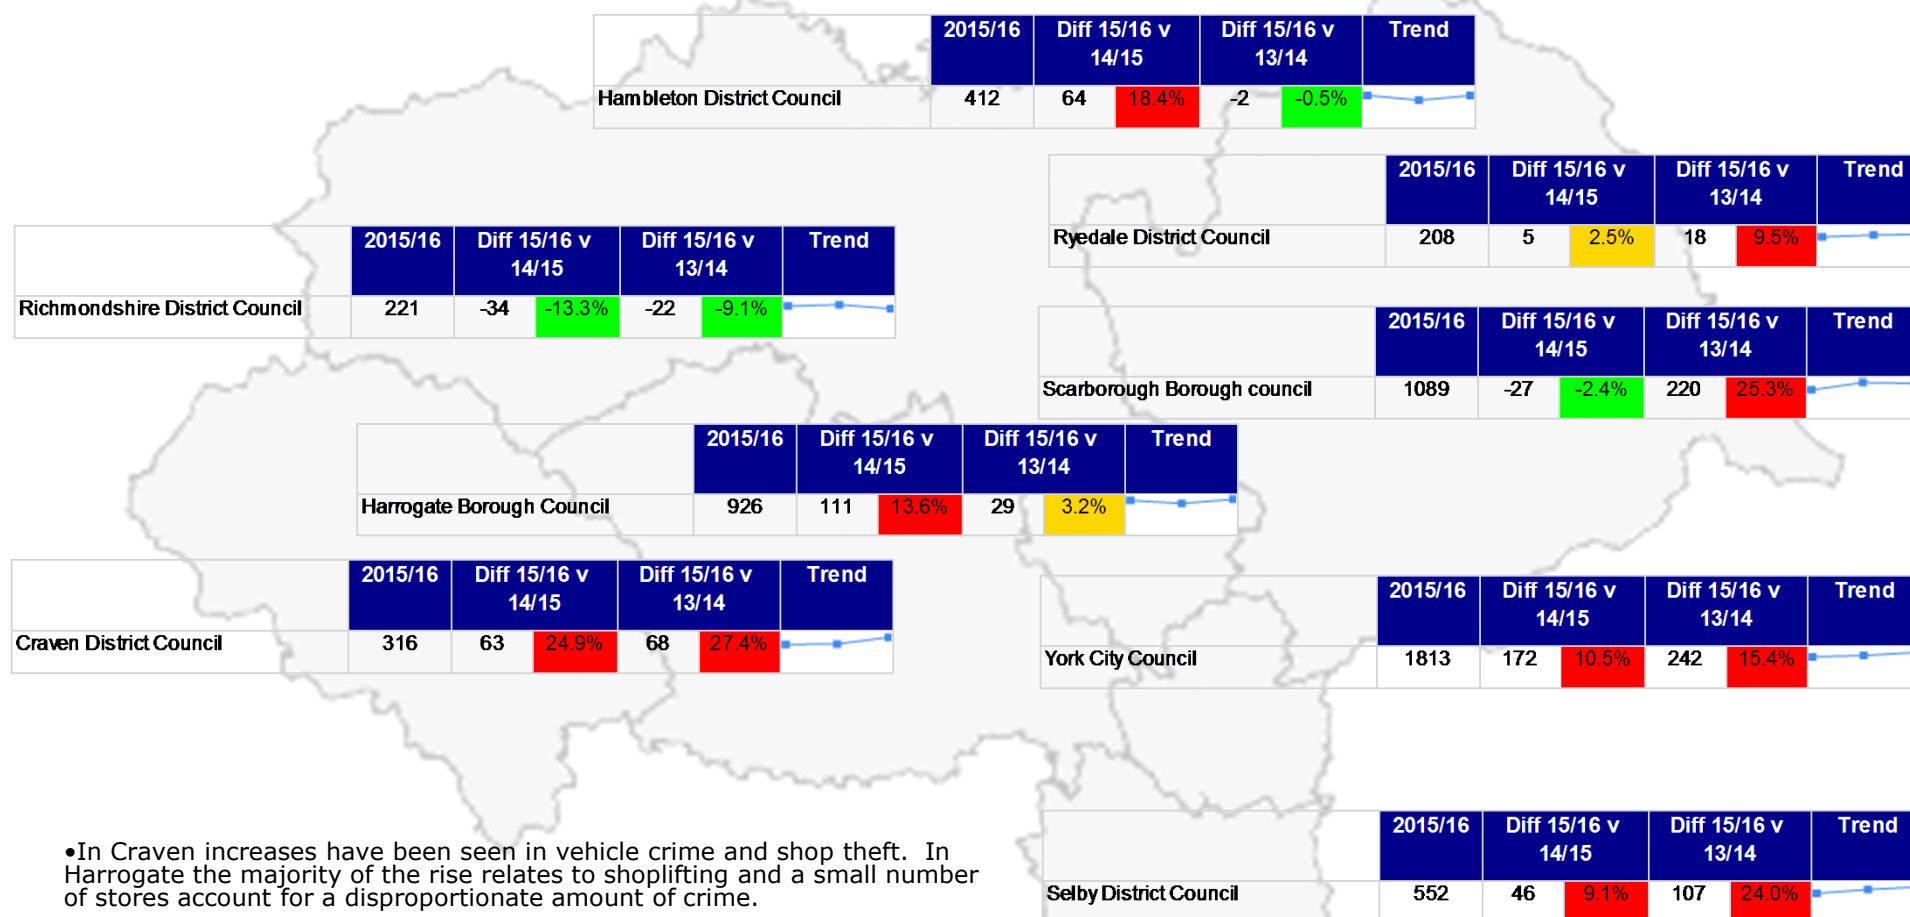 2015/16 Diff 15/16 v 14/15 Diff 15/16 v 13/14 Trend
Hambleton District Council 412 64 18.4% -2 -0.5%
2015/16 Diff 15/16 v 14/15 Diff 15/16 v 13/14 Trend
Ryedale District Council 208 5 2.5% 18 9.5%
2015/16 Diff 15/16 v 14/15 Diff 15/16 v 13/14 Trend
Richmondshire District Council 221 -34 -13.3% -22 -9.1%
2015/16 Diff 15/16 v 14/15 Diff 15/16 v 13/14 Trend
Scarborough Borough council 1089 -27 -2.4% 220 25.3%
2015/16 Diff 15/16 v 14/15 Diff 15/16 v 13/14 Trend
Harrogate Borough Council 926 111 13.6% 29 3.2%
2015/16 Diff 15/16 v 14/15 Diff 15/16 v 13/14 Trend
Craven District Council 316 63 24.9% 68 27.4%
2015/16 Diff 15/16 v 14/15 Diff 15/16 v 13/14 Trend
York City Council 1813 172 10.5% 242 15.4%
2015/16 Diff 15/16 v 14/15 Diff 15/16 v 13/14 Trend
Selby District Council 552 46 9.1% 107 24.0%
•In Craven increases have been seen in vehicle crime and shop theft. In
Harrogate the majority of the rise relates to shoplifting and a small number
of stores account for a disproportionate amount of crime.